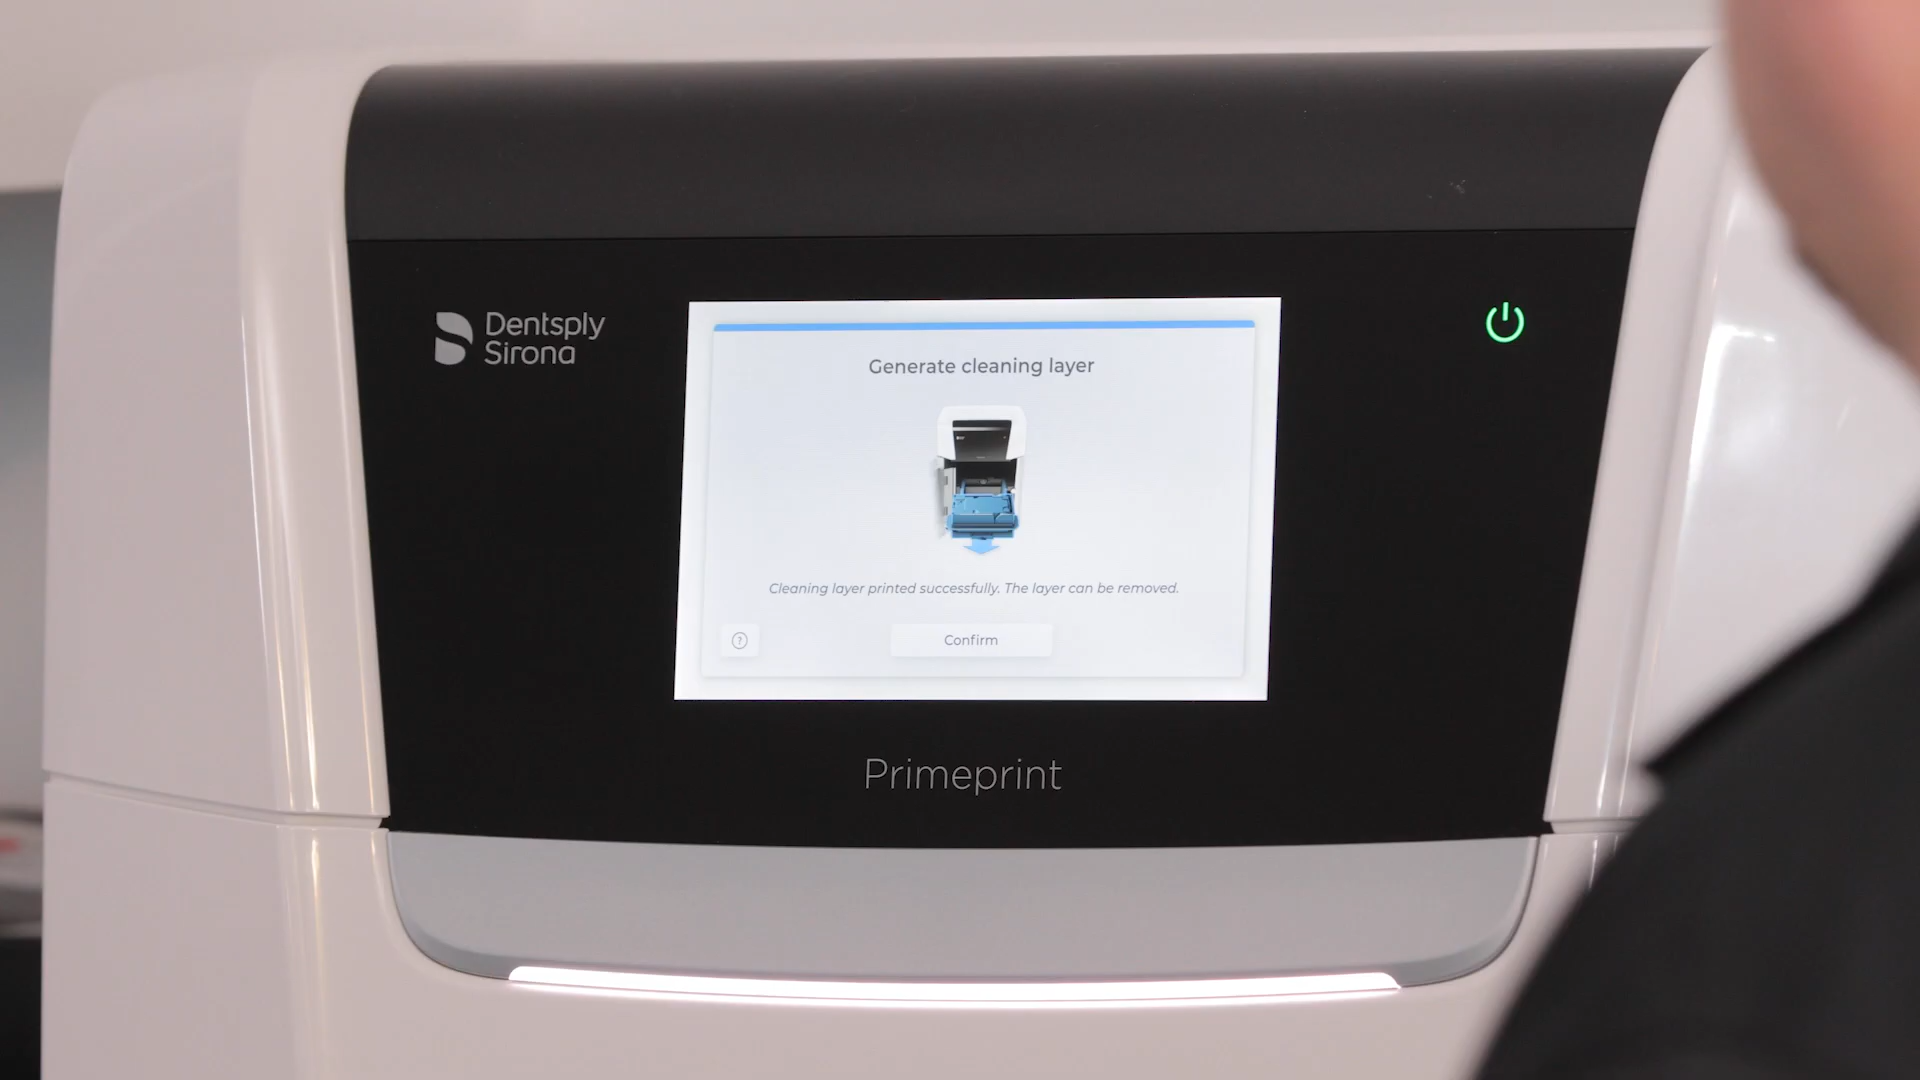 Dentsply
Sirona
Generate cleaning layer
Cleaning layer printed successfully. The layer can be removed.
?
Confirm
Primeprint